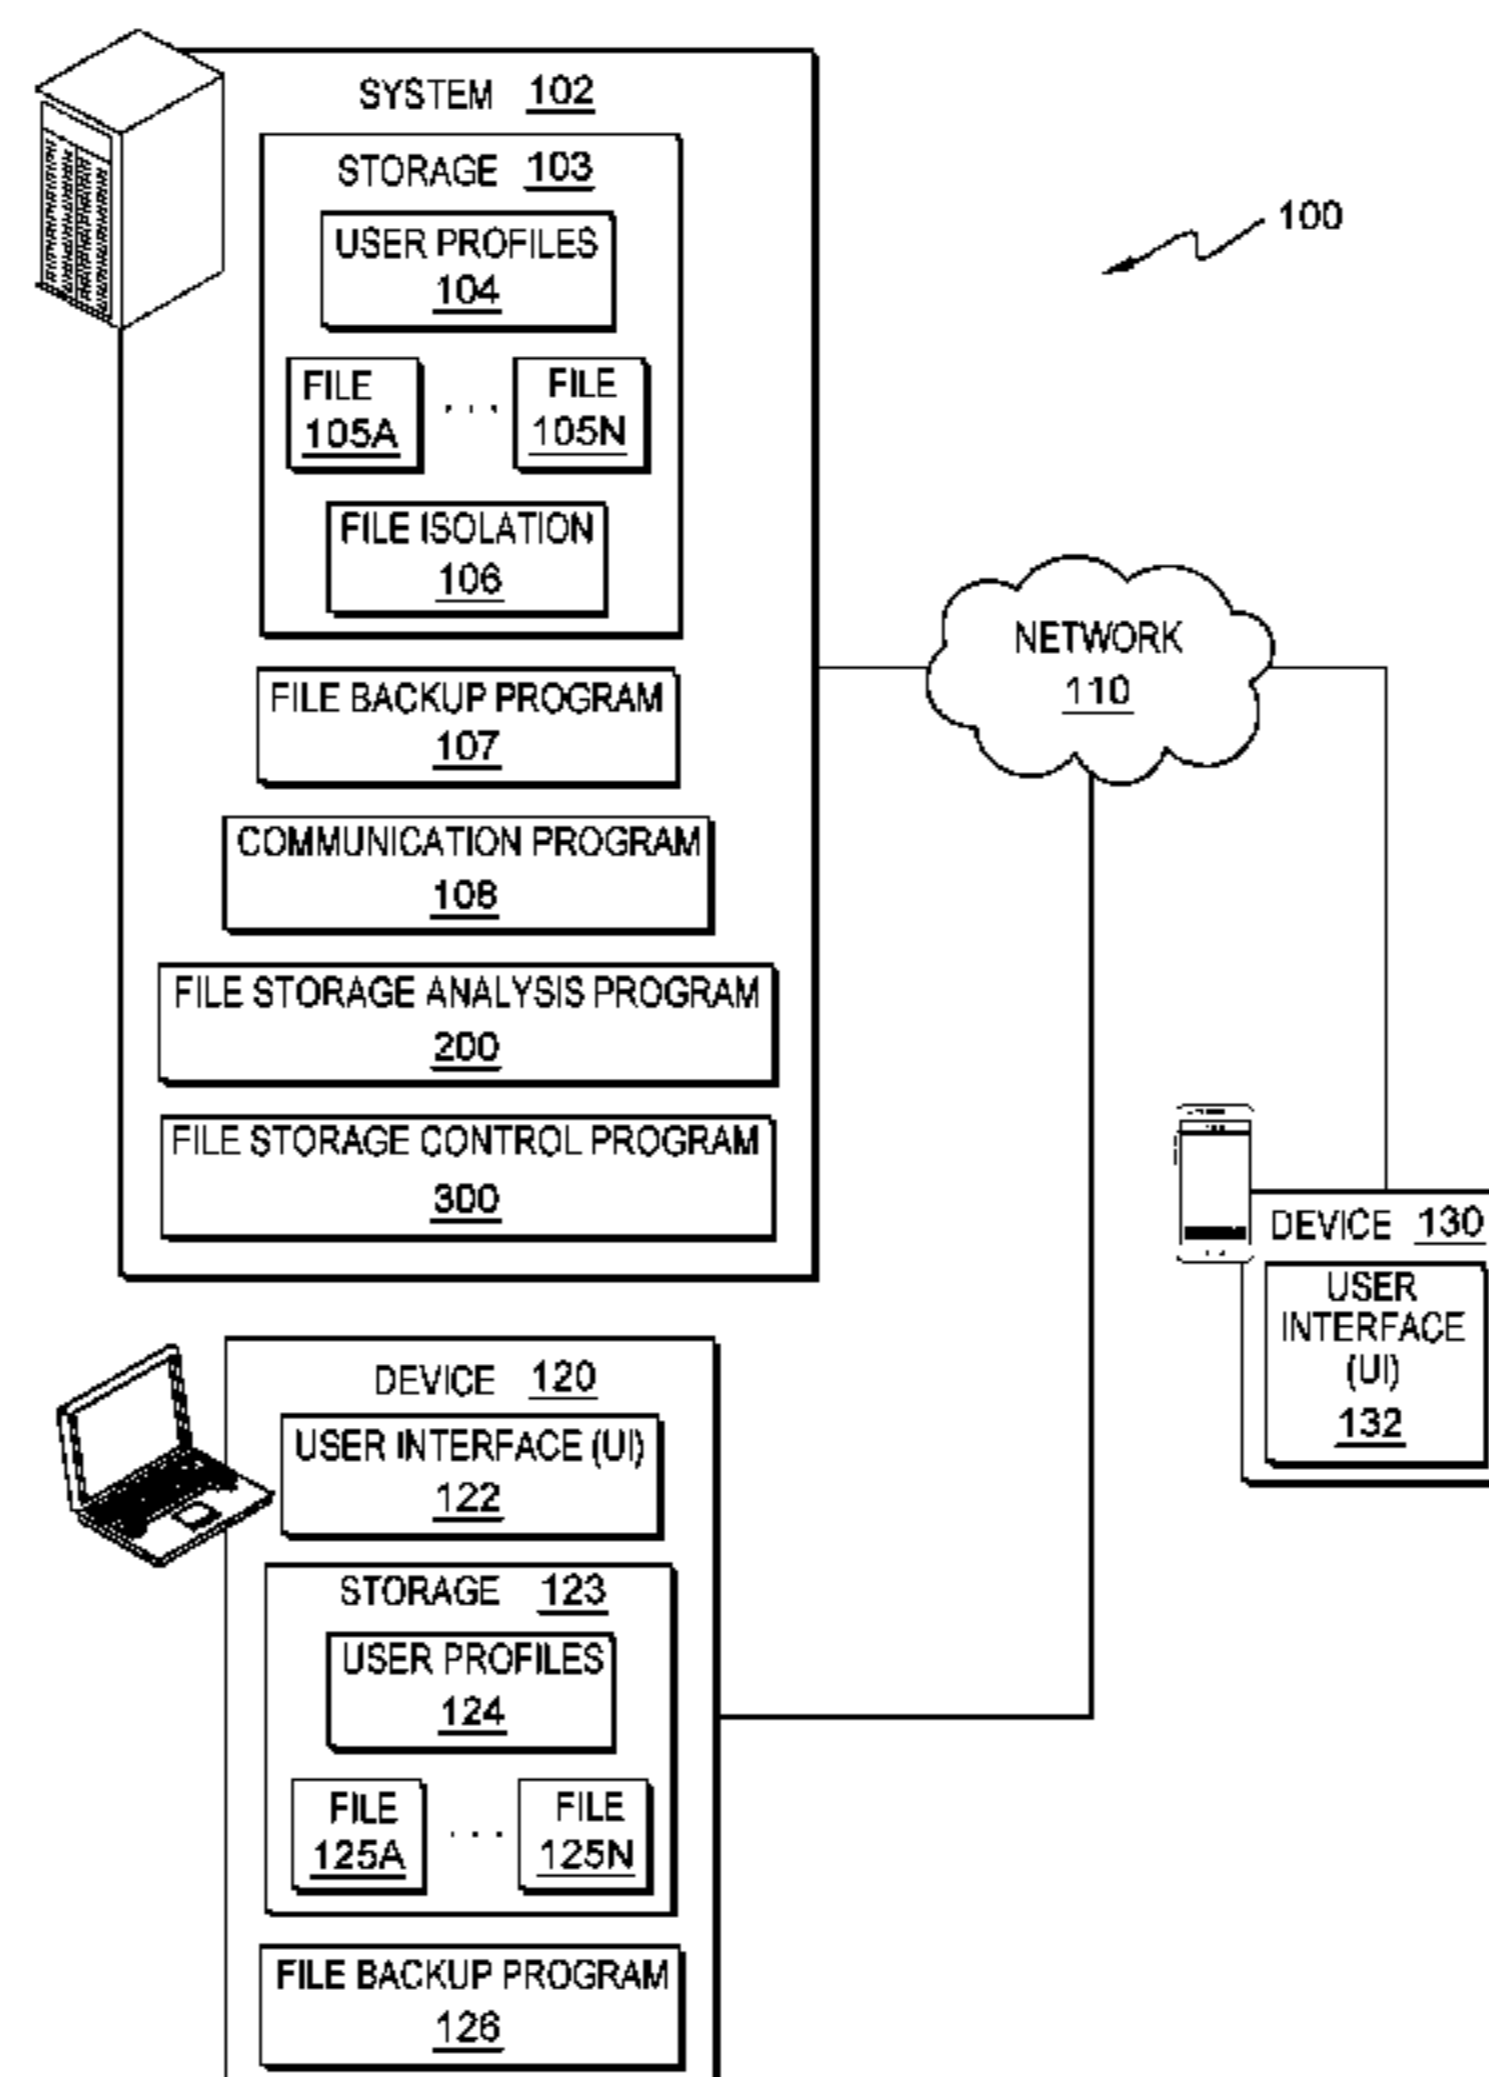 SYSTEM 102
STORAGE 103
USER PROFILES
104
FILE
105A
. . .
FILE
105N
FILE ISOLATION
106
FILE BACKUP PROGRAM
107
COMMUNICATION PROGRAM
108
FILE STORAGE ANALYSIS PROGRAM
200
FILE STORAGE CONTROL PROGRAM
300
100
NETWORK
110
DEVICE 130
USER
INTERFACE
(UI)
132
DEVICE 120
USER INTERFACE (UI)
122
STORAGE 123
USER PROFILES
124
FILE
125A
. . .
FILE
125N
FILE BACKUP PROGRAM
126